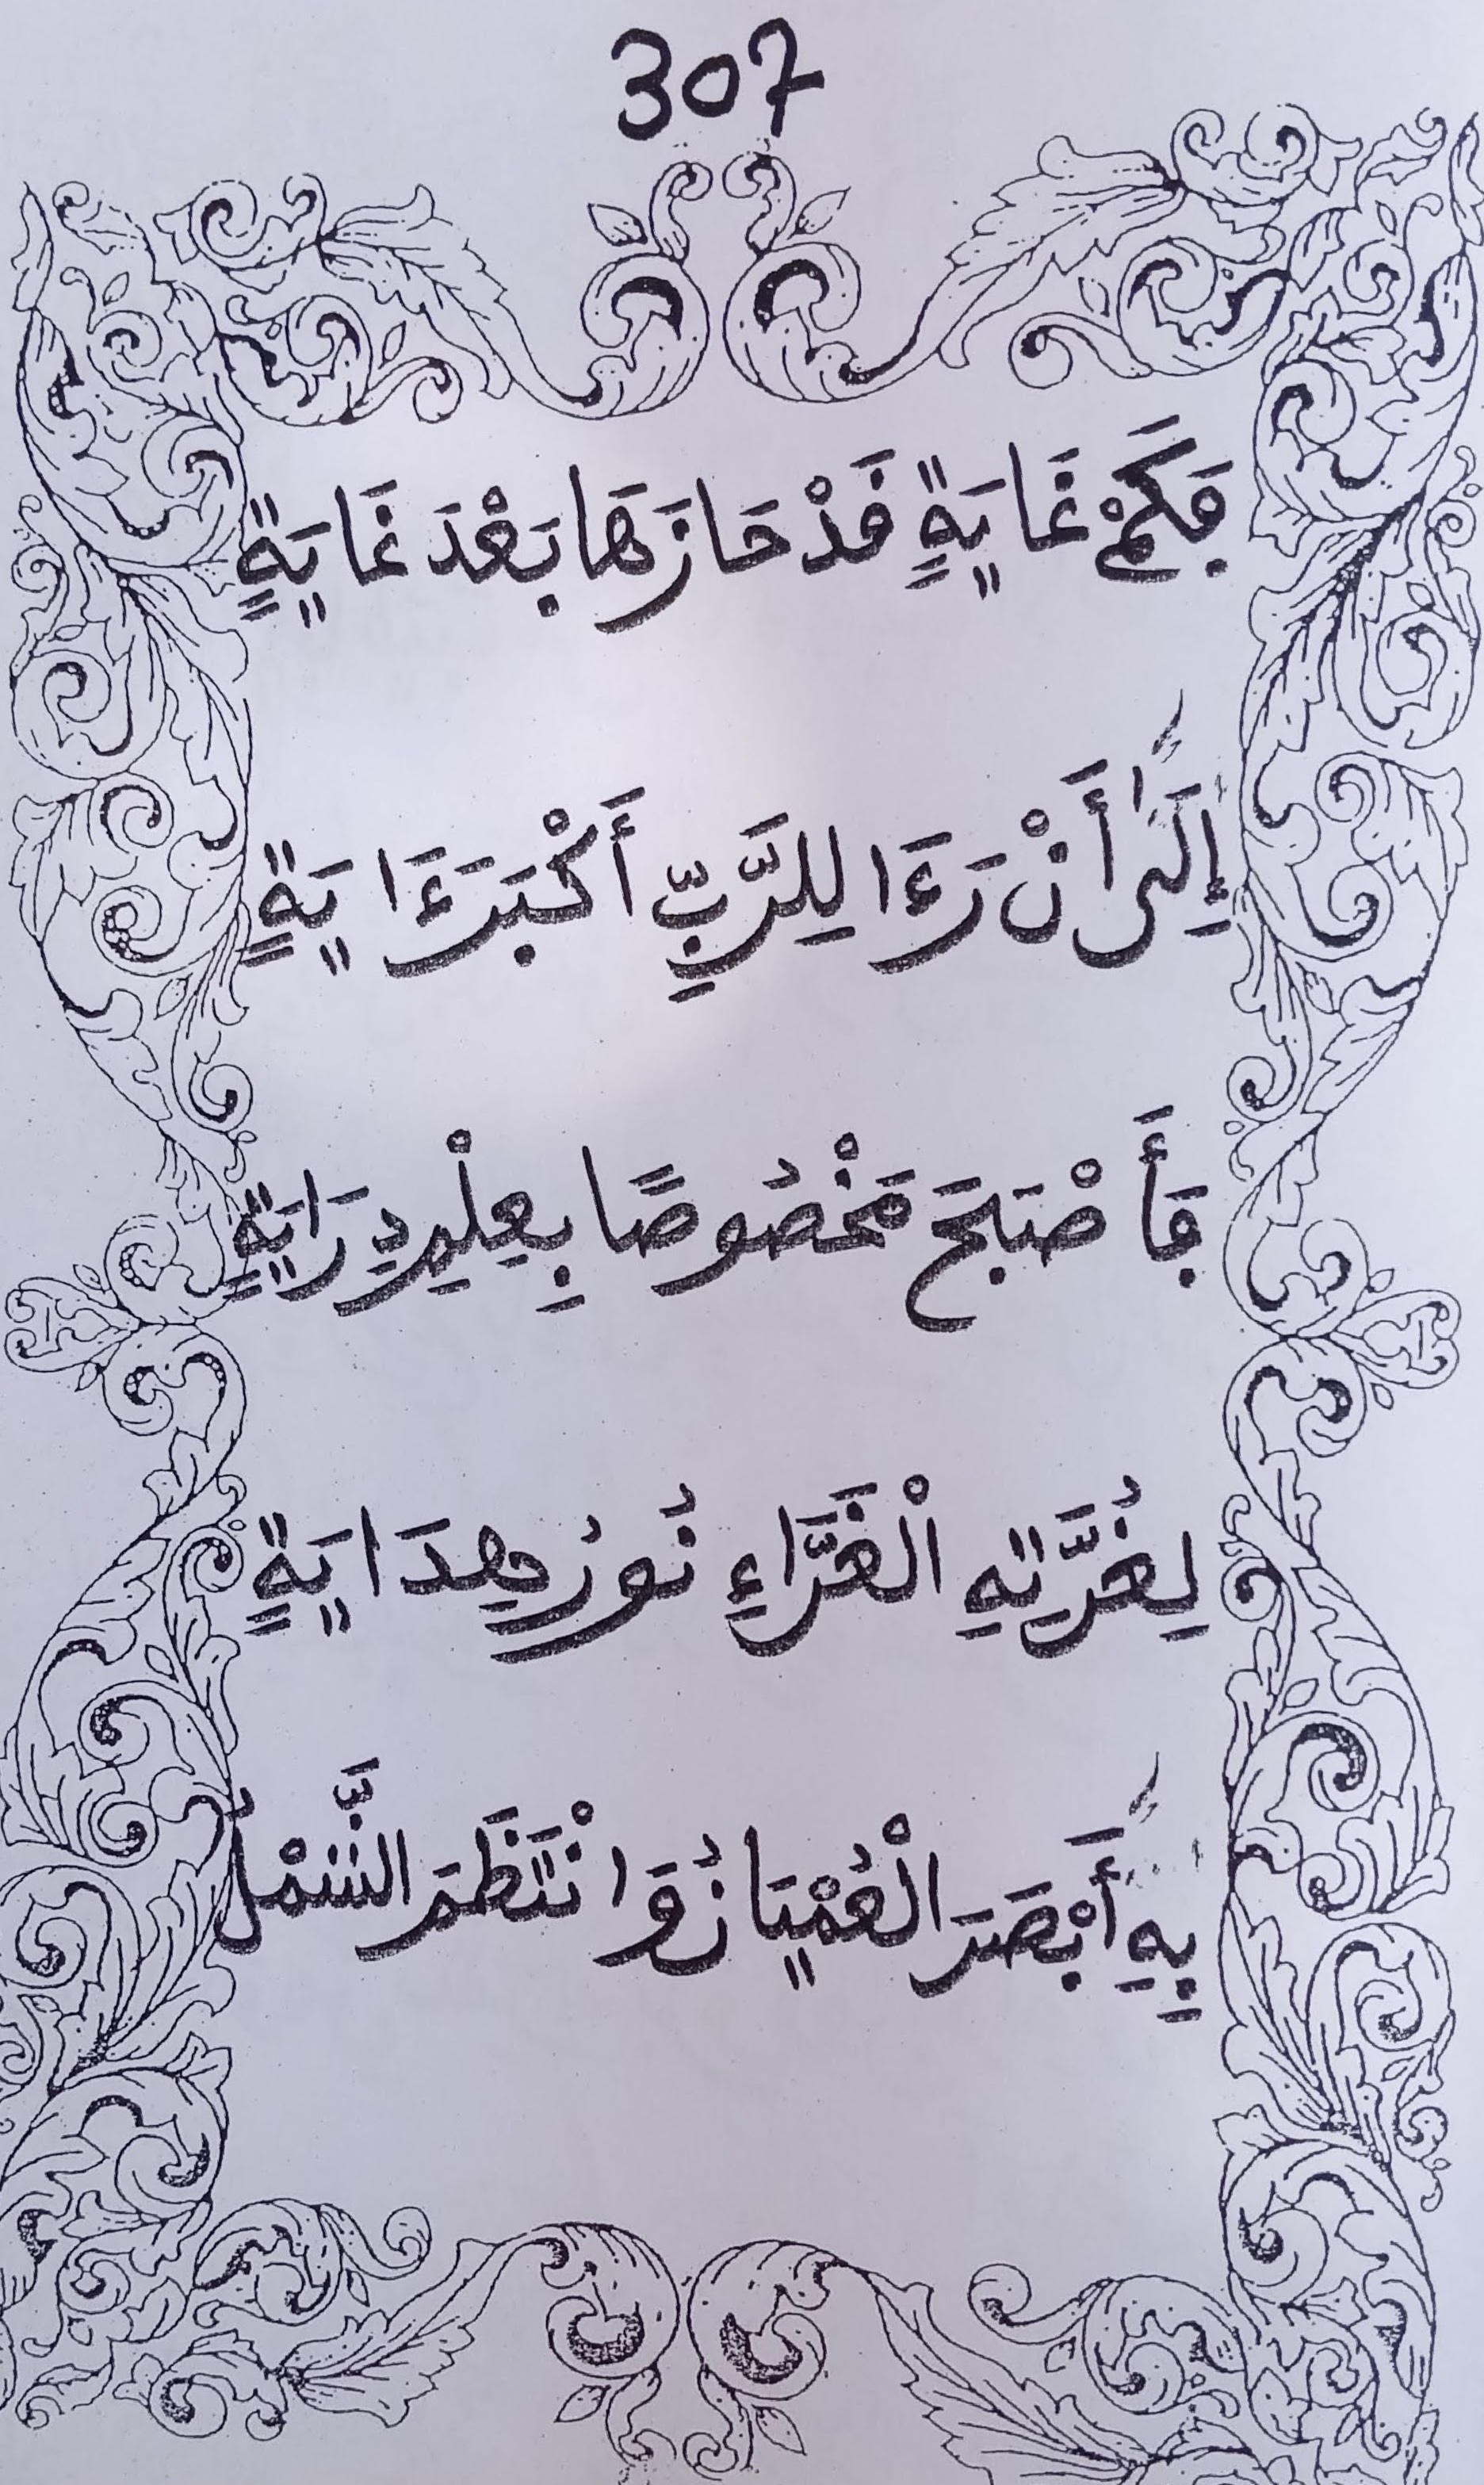 307
فَكَمْ غَايَةٍ قَدْ حَازَهَا بَعْدَ غَايَةٍ
إِلَىٰ أَنْ رَءَا لِلرَّبِّ أَكْبَرَ ءَايَةٍ
فَأَصْبَحَ مَخْصُوصًا بِعِلْمِ دِرَايَةٍ
لِغُرَّتِهِ الْغَرَّاءِ نُورُ هِدَايَةٍ
بِهِ أَبْصَرَ الْعُمْيَانُ وَانْتَظَمَ الشَّمْلُ